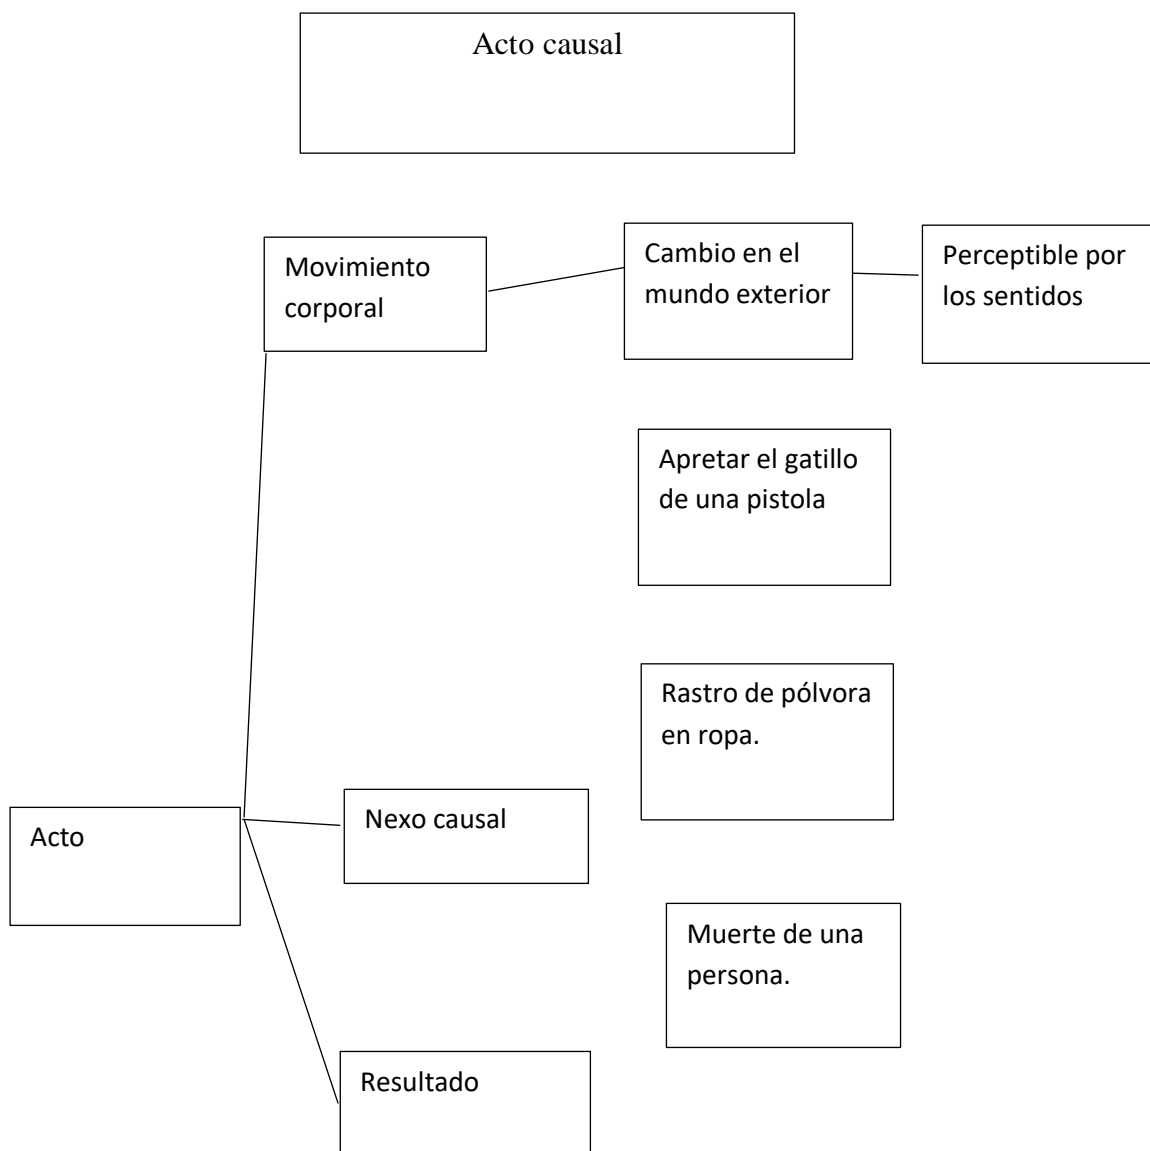 Acto causal
Movimiento
corporal
Cambio en el
mundo exterior
Perceptible por
los sentidos
Apretar el gatillo
de una pistola
Rastro de pólvora
en ropa.
Acto
Nexo causal
Muerte de una
persona.
Resultado